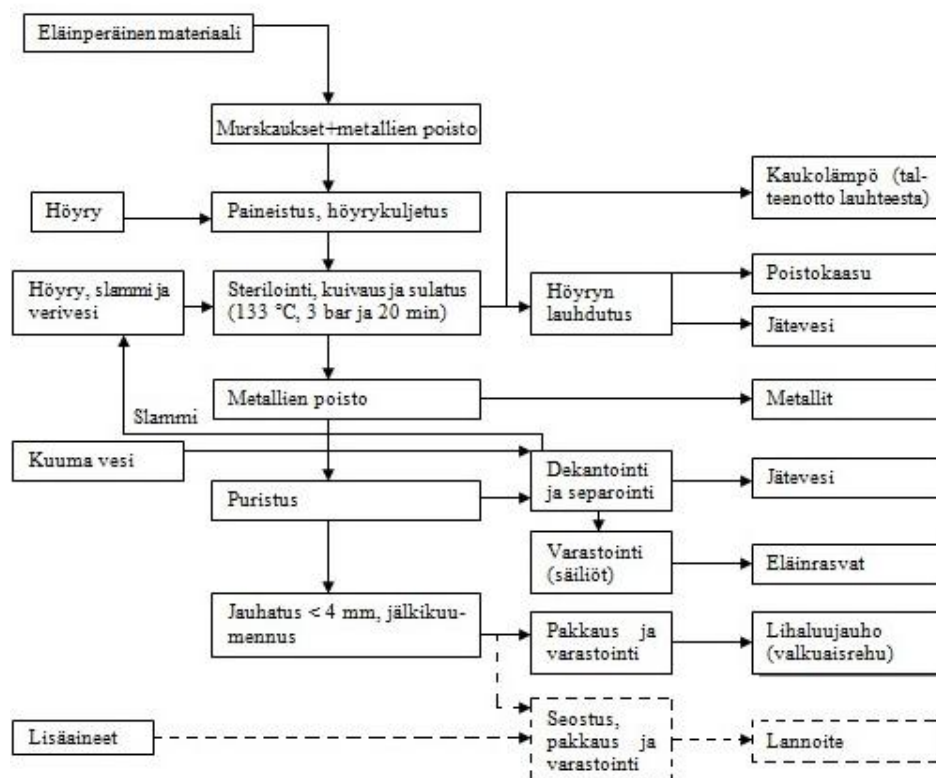 Eläinperäinen materiaali
Murskaukset+metallien poisto
Höyry
Paineistus, höyrykuljetus
Kaukolämpö (tal-
teenotto lauhteesta)
Höyry, slammi ja
verivesi
Sterilointi, kuivaus ja sulatus
(133 °C, 3 bar ja 20 min)
Höyryn
lauhdutus
Poistokaasu
Jätevesi
Metallien poisto
Metallit
Slammi
Kuuma vesi
Puristus
Dekantointi
ja separointi
Jätevesi
Varastointi
(säiliöt)
Eläinrasvat
Jauhatus < 4 mm, jälkikuu-
mennus
Pakkaus ja
varastointi
Lihaluujauho
(valkuaisrehu)
Lisäaineet
Seostus,
pakkaus ja
varastointi
Lannoite